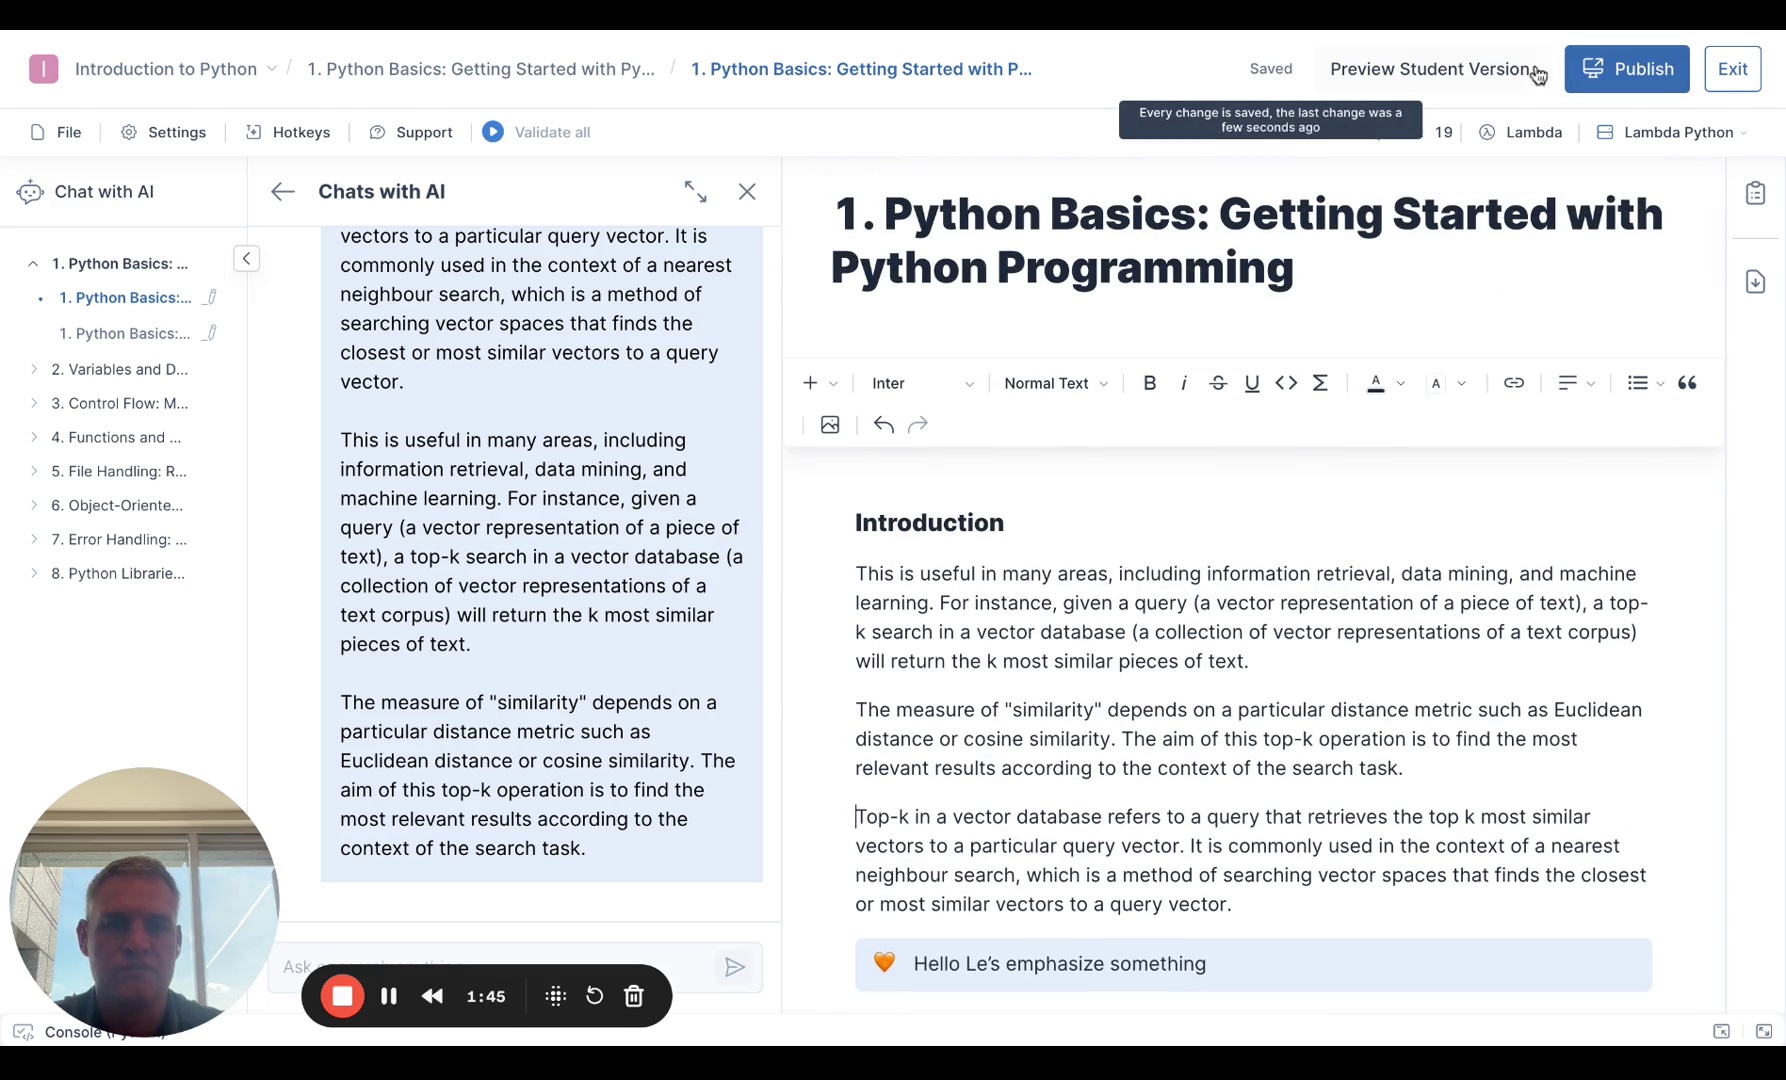 I
Introduction to Python / 1. Python Basics: Getting Started with Py... / 1. Python Basics: Getting Started with P...
Saved
Preview Student Version
Publish
Exit
Every change is saved, the last change was a
few seconds ago
File
Settings
Hotkeys
Support
Validate all
19
Lambda
Lambda Python
Chat with AI
1. Python Basics: ...
1. Python Basics:...
1. Python Basics:...
2. Variables and D...
3. Control Flow: M...
4. Functions and ...
5. File Handling: R...
6. Object-Oriente...
7. Error Handling: ...
8. Python Librarie...
Chats with AI
vectors to a particular query vector. It is
commonly used in the context of a nearest
neighbour search, which is a method of
searching vector spaces that finds the
closest or most similar vectors to a query
vector.
This is useful in many areas, including
information retrieval, data mining, and
machine learning. For instance, given a
query (a vector representation of a piece of
text), a top-k search in a vector database (a
collection of vector representations of a
text corpus) will return the k most similar
pieces of text.
The measure of "similarity" depends on a
particular distance metric such as
Euclidean distance or cosine similarity. The
aim of this top-k operation is to find the
most relevant results according to the
context of the search task.
Ask
1:45
1. Python Basics: Getting Started with
Python Programming
Inter
Normal Text
Introduction
This is useful in many areas, including information retrieval, data mining, and machine
learning. For instance, given a query (a vector representation of a piece of text), a top-
k search in a vector database (a collection of vector representations of a text corpus)
will return the k most similar pieces of text.
The measure of "similarity" depends on a particular distance metric such as Euclidean
distance or cosine similarity. The aim of this top-k operation is to find the most
relevant results according to the context of the search task.
Top-k in a vector database refers to a query that retrieves the top k most similar
vectors to a particular query vector. It is commonly used in the context of a nearest
neighbour search, which is a method of searching vector spaces that finds the closest
or most similar vectors to a query vector.
🧡 Hello Le's emphasize something
Console